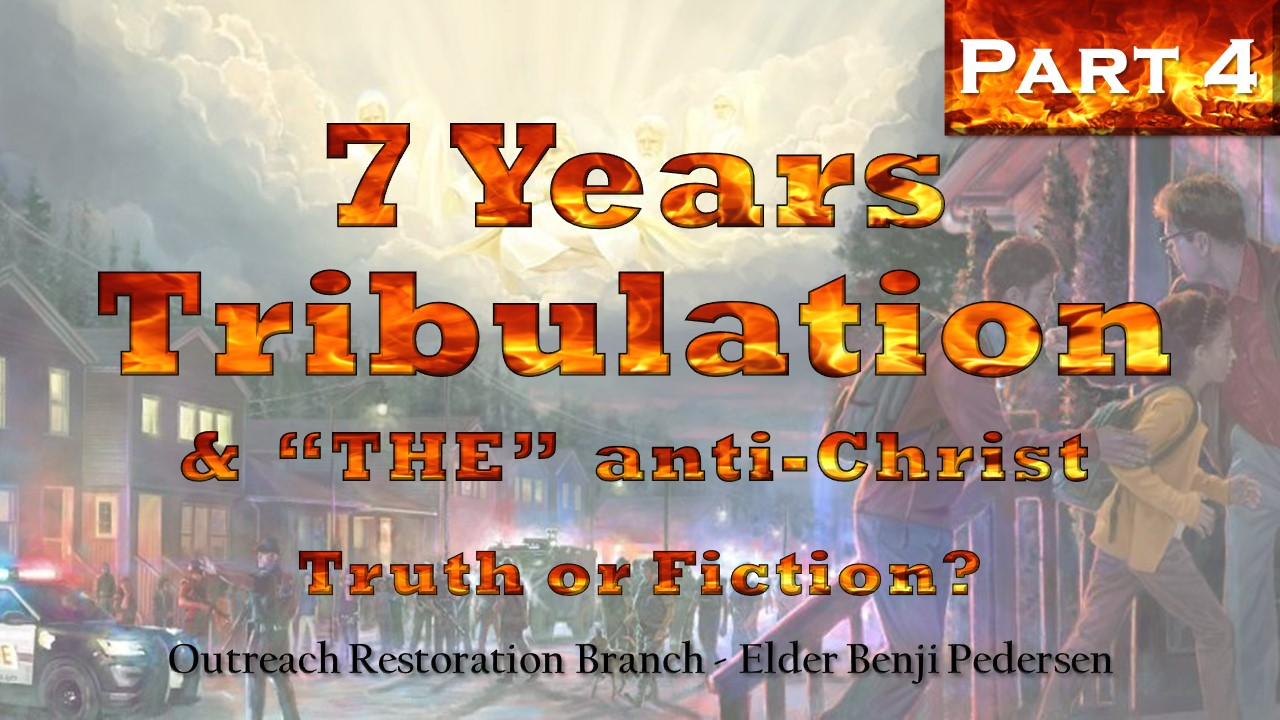 PART 4
7 Years
Tribulation
& “THE” anti-Christ
Truth or Fiction?
Outreach Restoration Branch - Elder Benji Pedersen